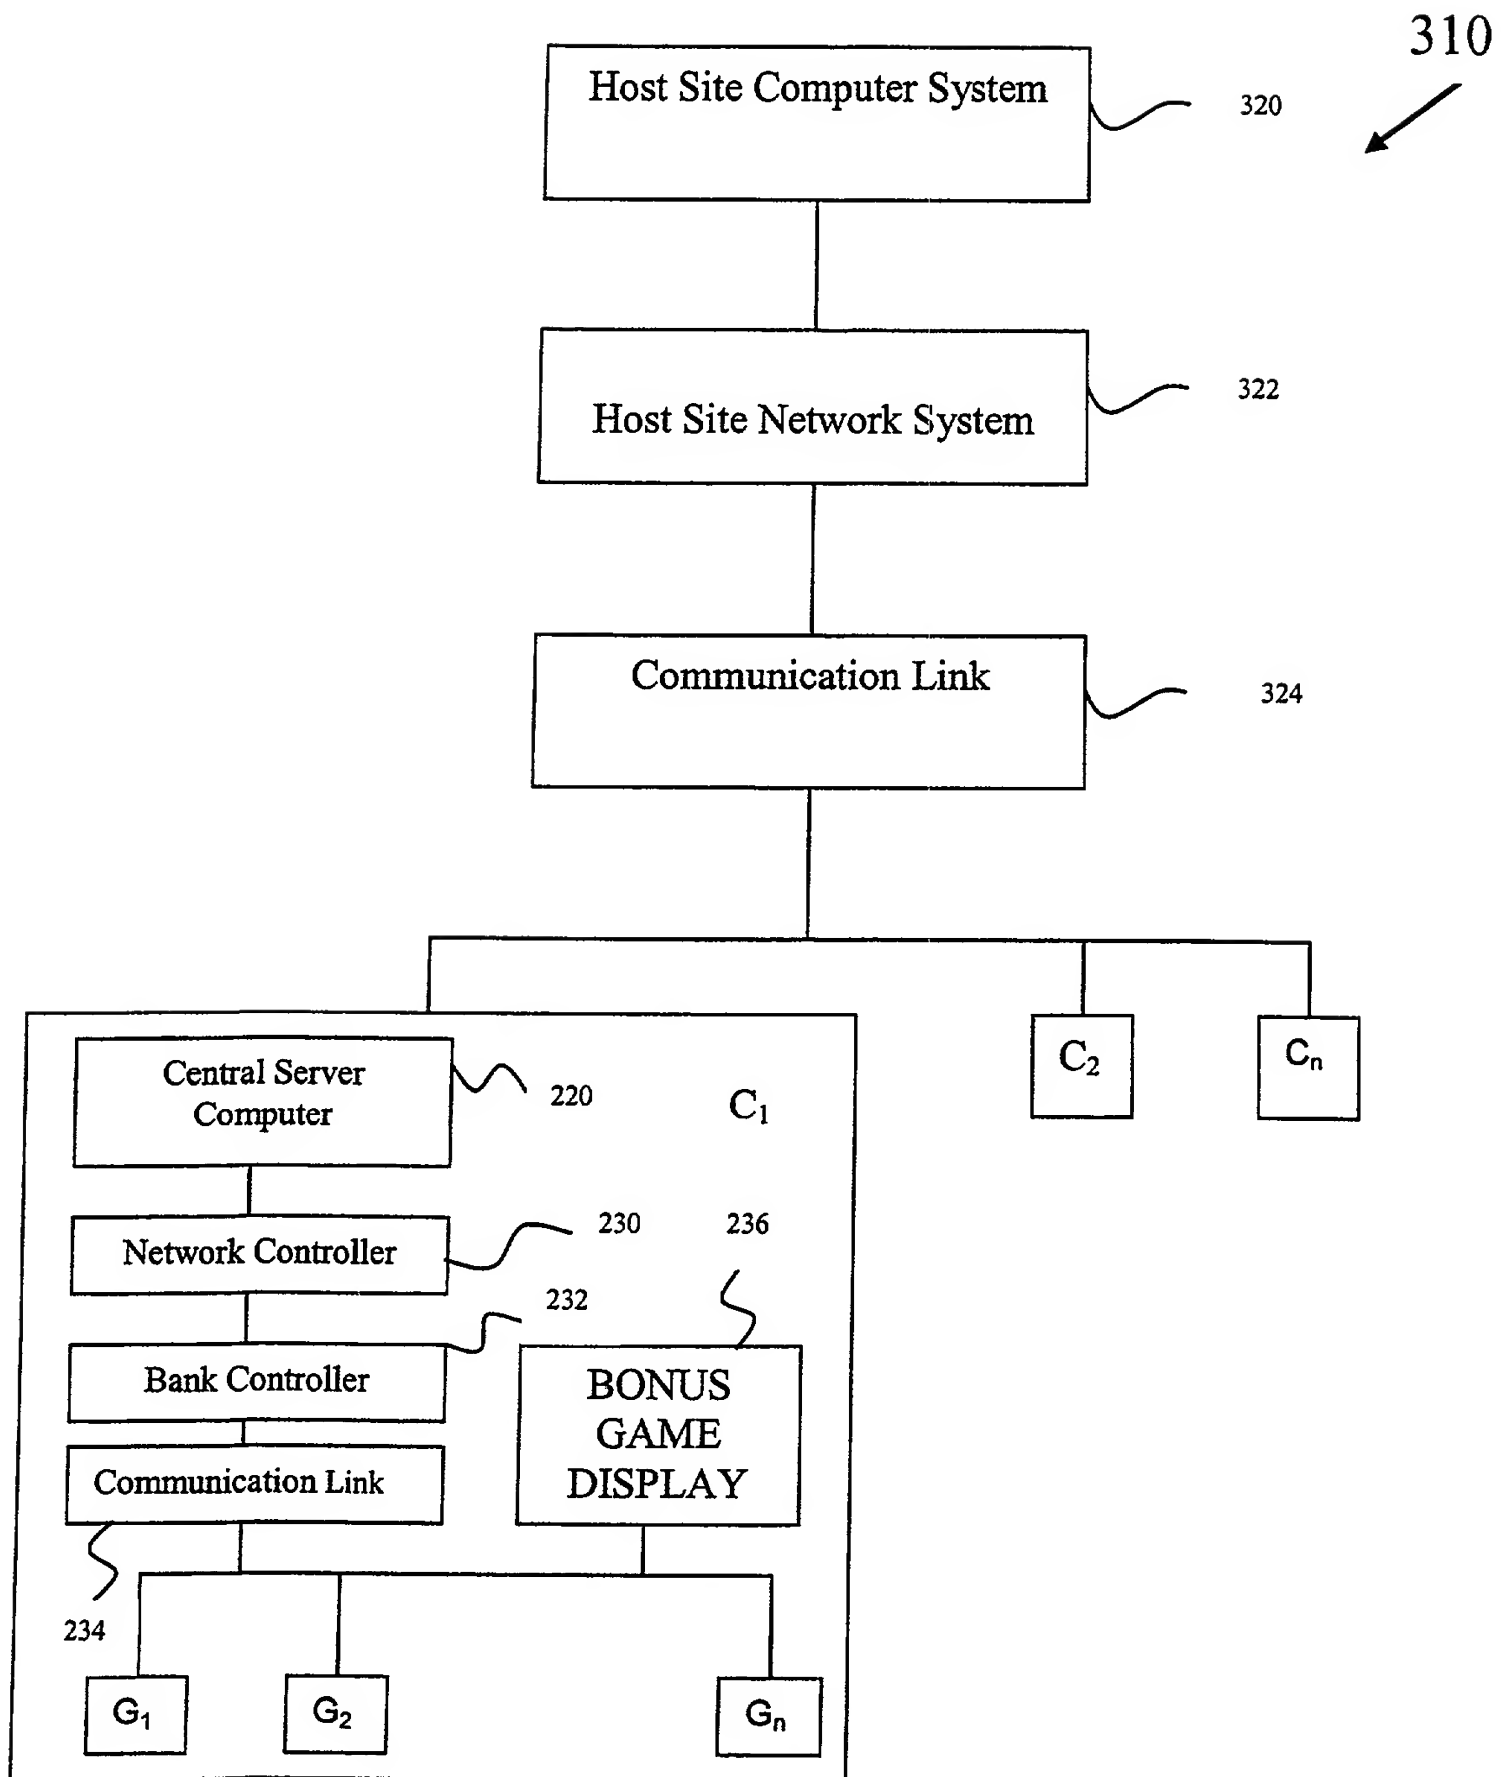 310
Host Site Computer System
320
Host Site Network System
322
Communication Link
324
Central Server
Computer
220
C1
C2
Cn
Network Controller
230
236
232
Bank Controller
BONUS
GAME
DISPLAY
Communication Link
234
G1
G2
Gn